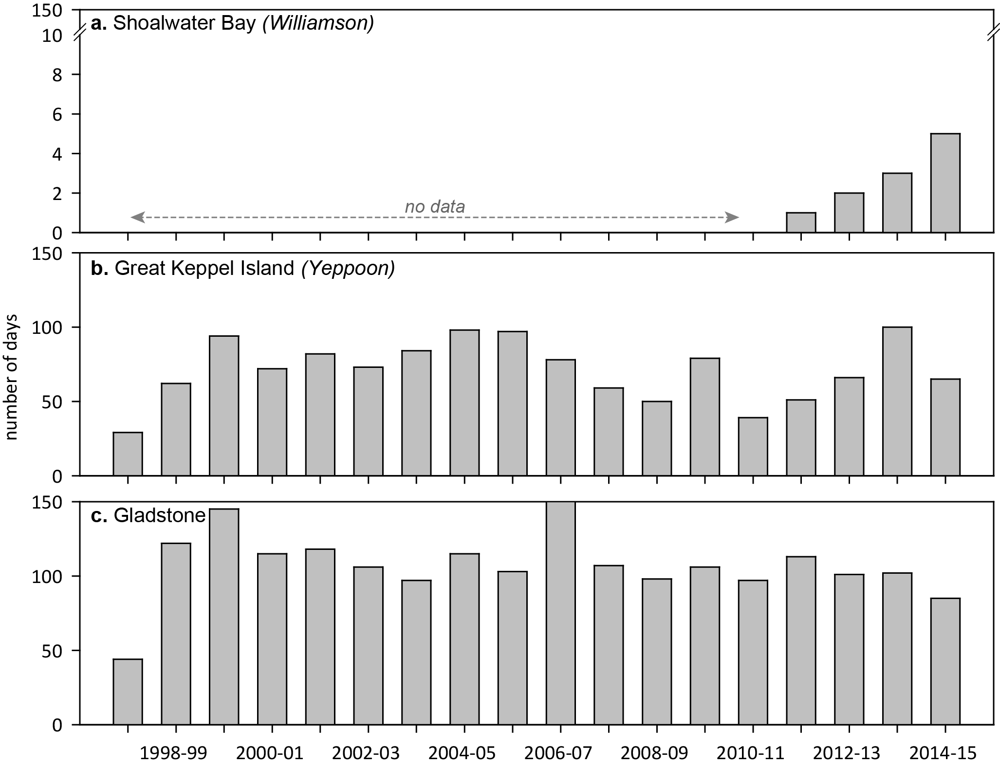 150
a. Shoalwater Bay (Williamson)
10
8
6
4
2
no data
0
150
b. Great Keppel Island (Yeppoon)
100
50
0
number of days
150
c. Gladstone
100
50
0
1998-99 2000-01 2002-03 2004-05 2006-07 2008-09 2010-11 2012-13 2014-15